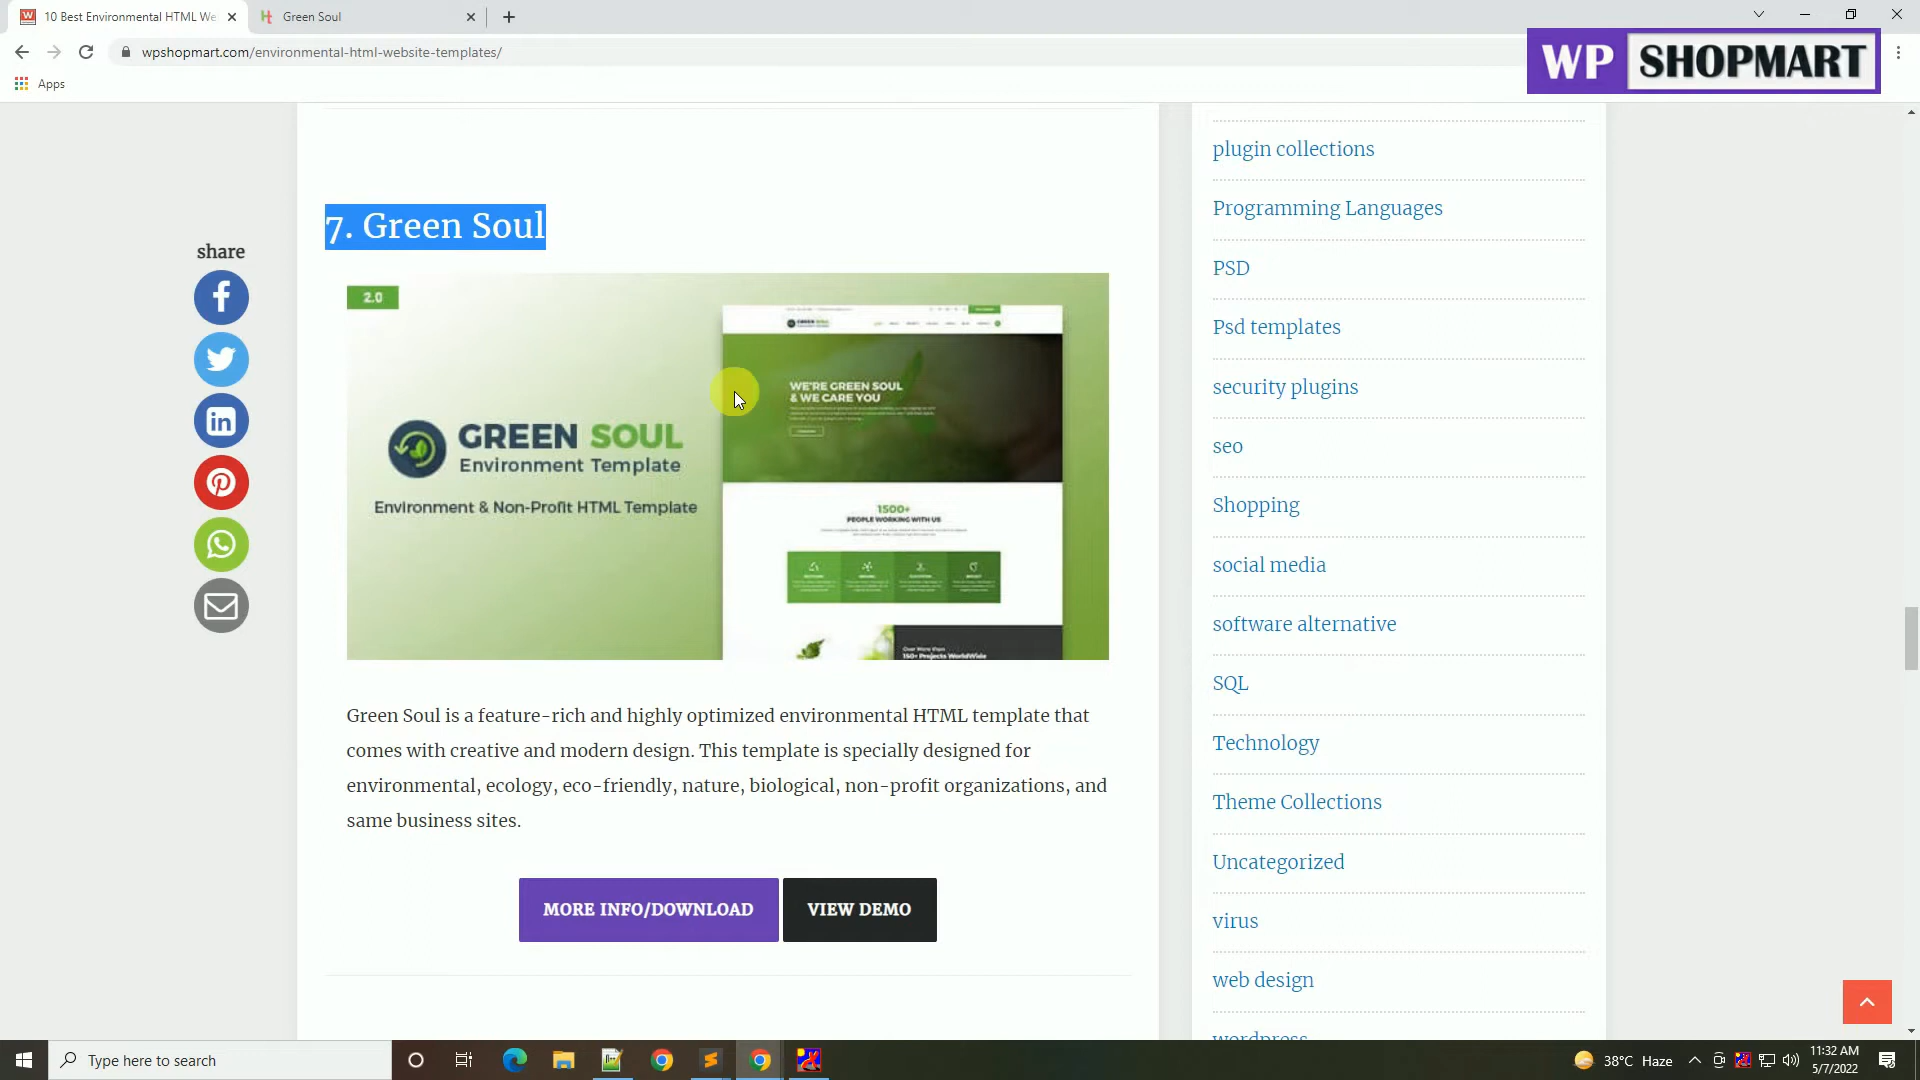 10 Best Environmental HTML We
Green Soul
wpshopmart.com/environmental-html-website-templates/
WP SHOPMART
Apps
share
7. Green Soul
2.0
GREEN SOUL
Environment Template
Environment & Non-Profit HTML Template
GREEN SOUL
WE'RE GREEN SOUL
& WE CARE YOU
1500+
PEOPLE WORKING WITH US
Over More Then
150+ Projects WorldWide
Green Soul is a feature-rich and highly optimized environmental HTML template that
comes with creative and modern design. This template is specially designed for
environmental, ecology, eco-friendly, nature, biological, non-profit organizations, and
same business sites.
MORE INFO/DOWNLOAD
VIEW DEMO
plugin collections
Programming Languages
PSD
Psd templates
security plugins
seo
Shopping
social media
software alternative
SQL
Technology
Theme Collections
Uncategorized
virus
web design
wordpress
Type here to search
38°C Haze
11:32 AM
5/7/2022